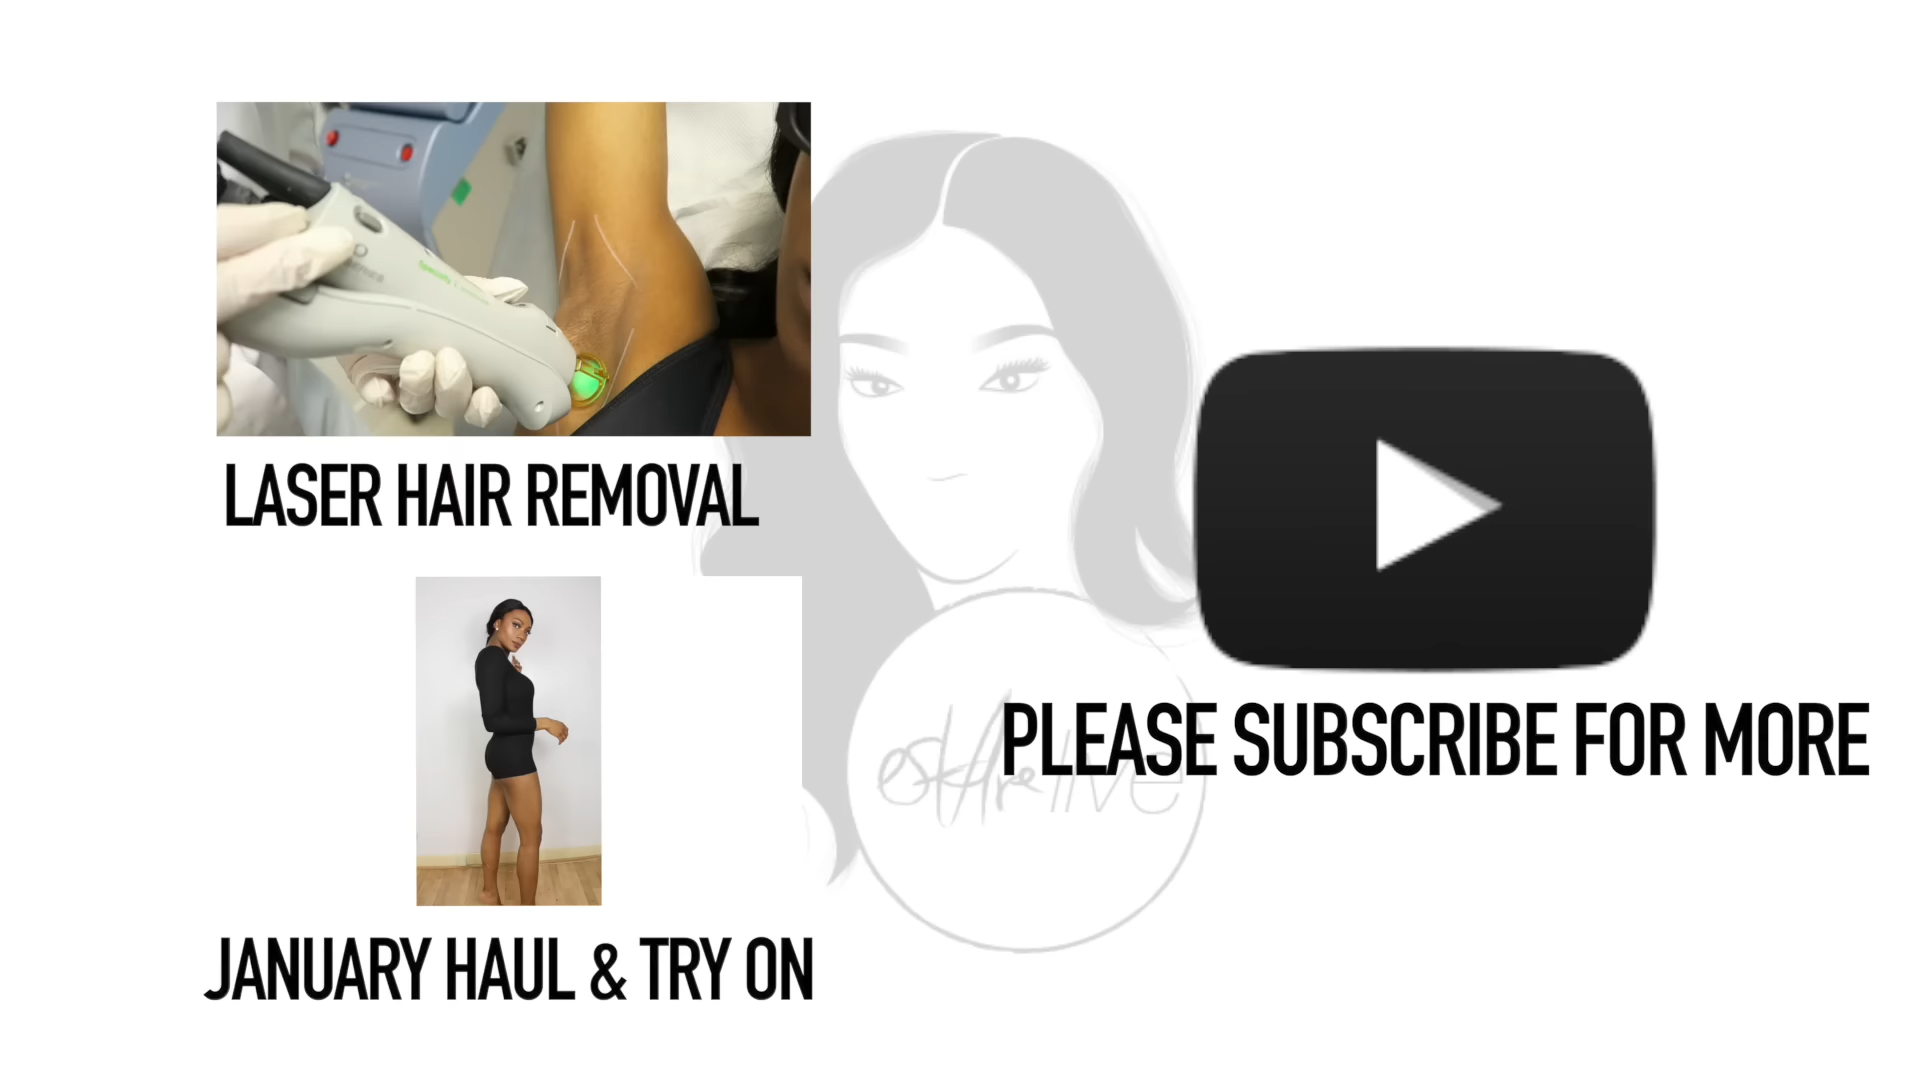 LASER HAIR REMOVAL
JANUARY HAUL & TRY ON
PLEASE SUBSCRIBE FOR MORE